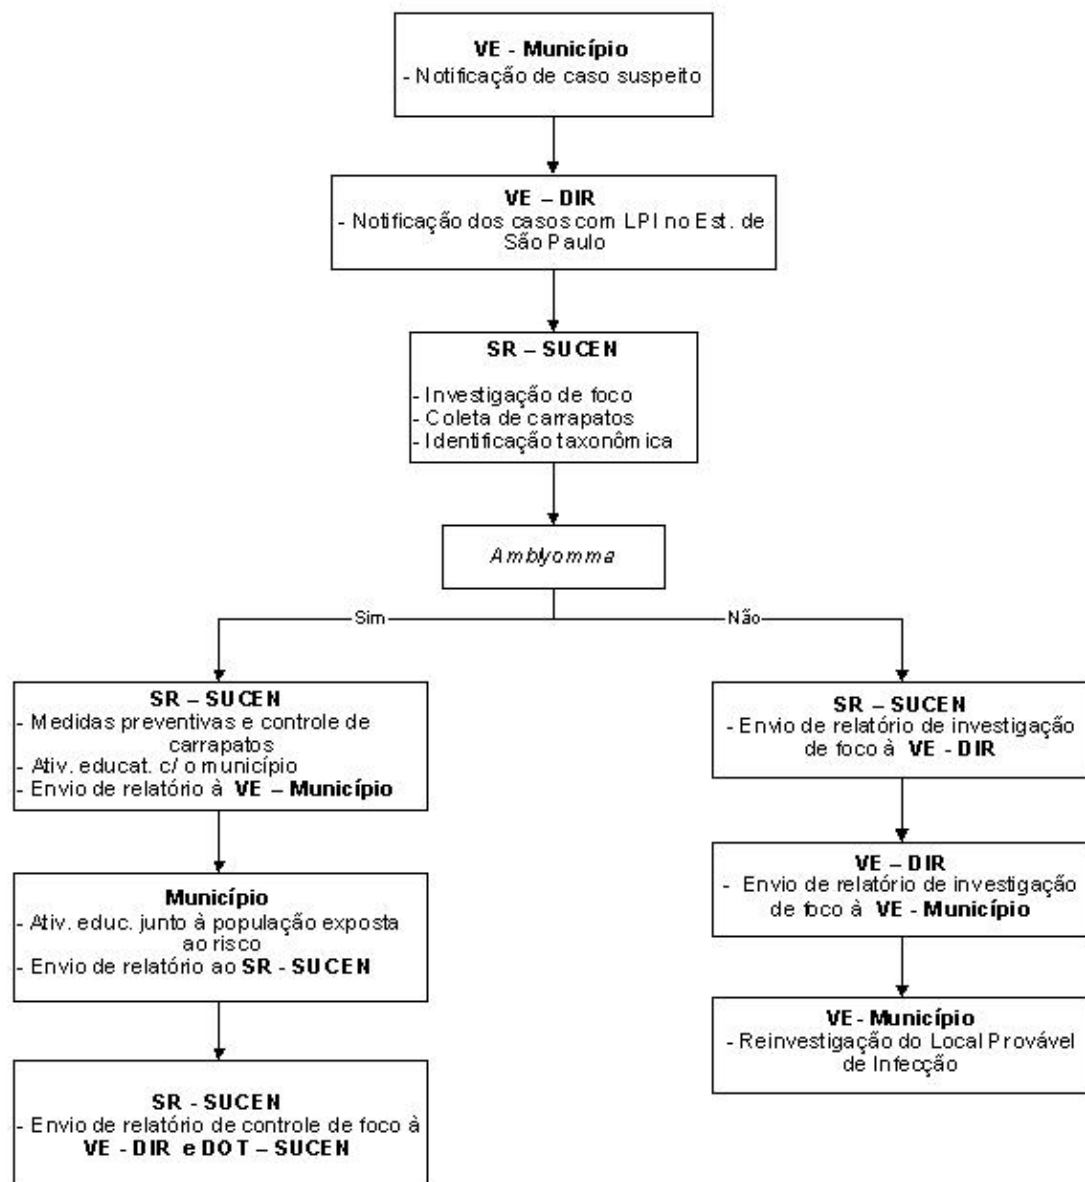 VE - Município
- Notificação de caso suspeito
VE – DIR
- Notificação dos casos com LPI no Est. de
São Paulo
SR – SUCEN
- Investigação de foco
- Coleta de carrapatos
- Identificação taxonômica
Amblyomma
Sim
Não
SR – SUCEN
- Medidas preventivas e controle de
carrapatos
- Ativ. educat. c/ o município
- Envio de relatório à VE – Município
Município
- Ativ. educ. junto à população exposta
ao risco
- Envio de relatório ao SR - SUCEN
SR - SUCEN
- Envio de relatório de controle de foco à
VE - DIR e DOT – SUCEN
SR – SUCEN
- Envio de relatório de investigação
de foco à VE - DIR
VE – DIR
- Envio de relatório de investigação
de foco à VE - Município
VE- Município
- Reinvestigação do Local Provável
de Infecção